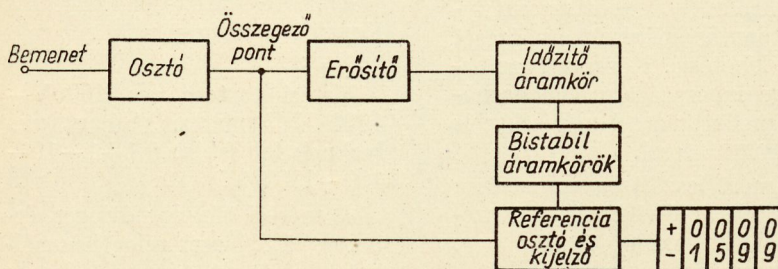 Bemenet
Osztó
Összegező
pont
Erősítő
Időzítő
áramkör
Bistabil
áramkörök
Referencia
osztó és
kijelző
+ 0 0 0 0
- 1 5 9 9